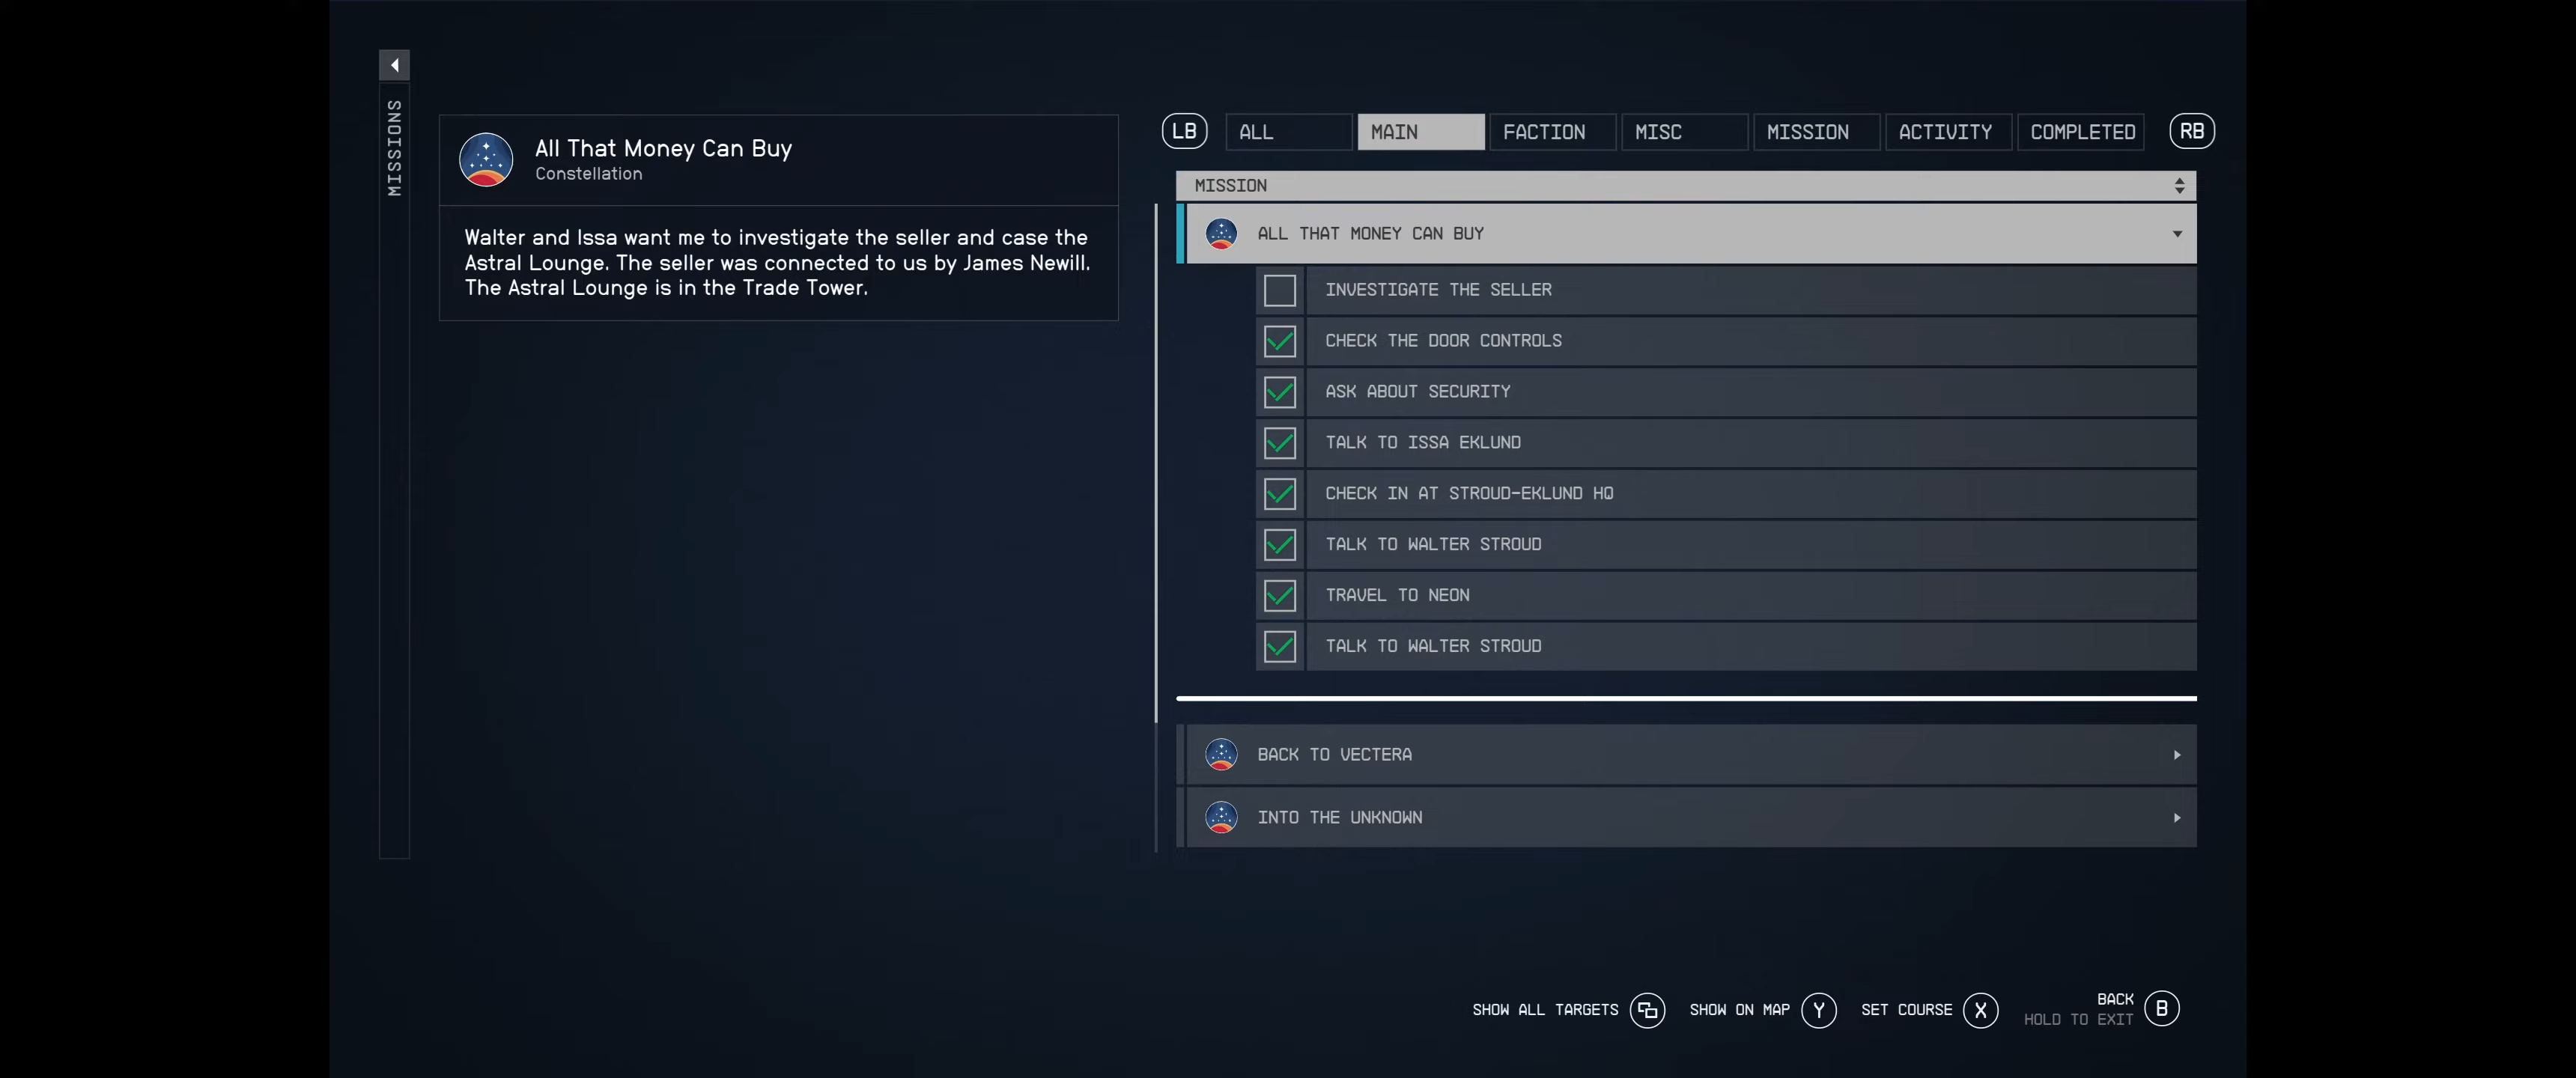 MISSIONS
All That Money Can Buy
Constellation
Walter and Issa want me to investigate the seller and case the
Astral Lounge. The seller was connected to us by James Newill.
The Astral Lounge is in the Trade Tower.
LB ALL MAIN FACTION MISC MISSION ACTIVITY COMPLETED RB
MISSION
ALL THAT MONEY CAN BUY
INVESTIGATE THE SELLER
CHECK THE DOOR CONTROLS
ASK ABOUT SECURITY
TALK TO ISSA EKLUND
CHECK IN AT STROUD-EKLUND HQ
TALK TO WALTER STROUD
TRAVEL TO NEON
TALK TO WALTER STROUD
BACK TO VECTERA
INTO THE UNKNOWN
SHOW ALL TARGETS SHOW ON MAP Y SET COURSE X BACK B
HOLD TO EXIT